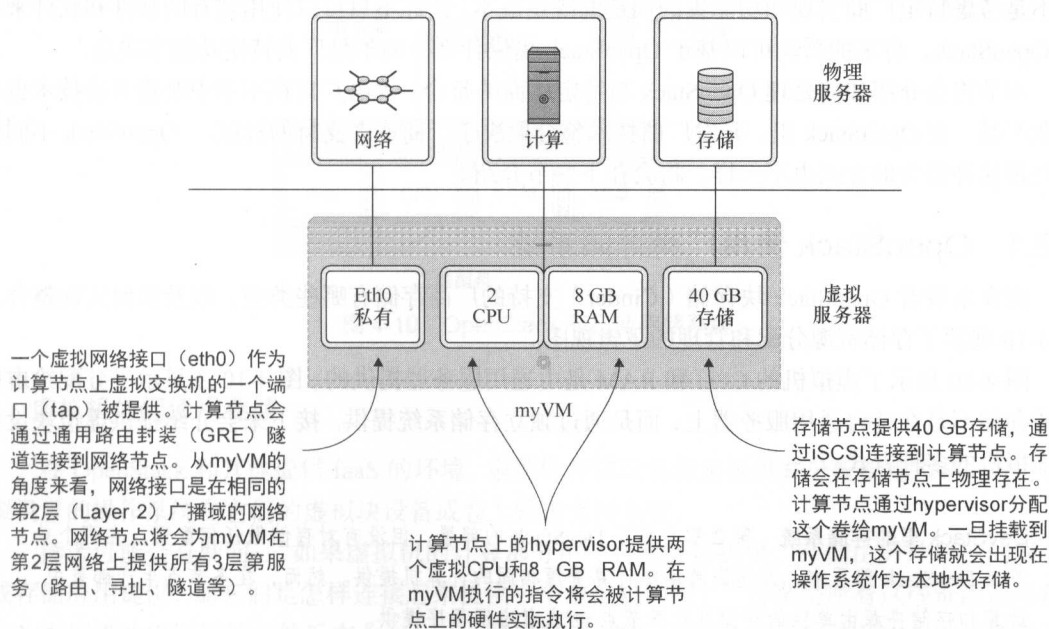 网络
计算
存储
物理
服务器
Eth0
私有
2
CPU
8 GB
RAM
40 GB
存储
虚拟
服务器
myVM
一个虚拟网络接口（eth0）作为
计算节点上虚拟交换机的一个端
口（tap）被提供。计算节点会
通过通用路由封装（GRE）隧
道连接到网络节点。从myVM的
角度来看，网络接口是在相同的
第2层（Layer 2）广播域的网络
节点。网络节点将会为myVM在
第2层网络上提供所有3层第服
务（路由、寻址、隧道等）。
计算节点上的hypervisor提供两
个虚拟CPU和8 GB RAM。在
myVM执行的指令将会被计算节
点上的硬件实际执行。
存储节点提供40 GB存储，通
过iSCSI连接到计算节点。存
储会在存储节点上物理存在。
计算节点通过hypervisor分配
这个卷给myVM。一旦挂载到
myVM，这个存储就会出现在
操作系统作为本地块存储。